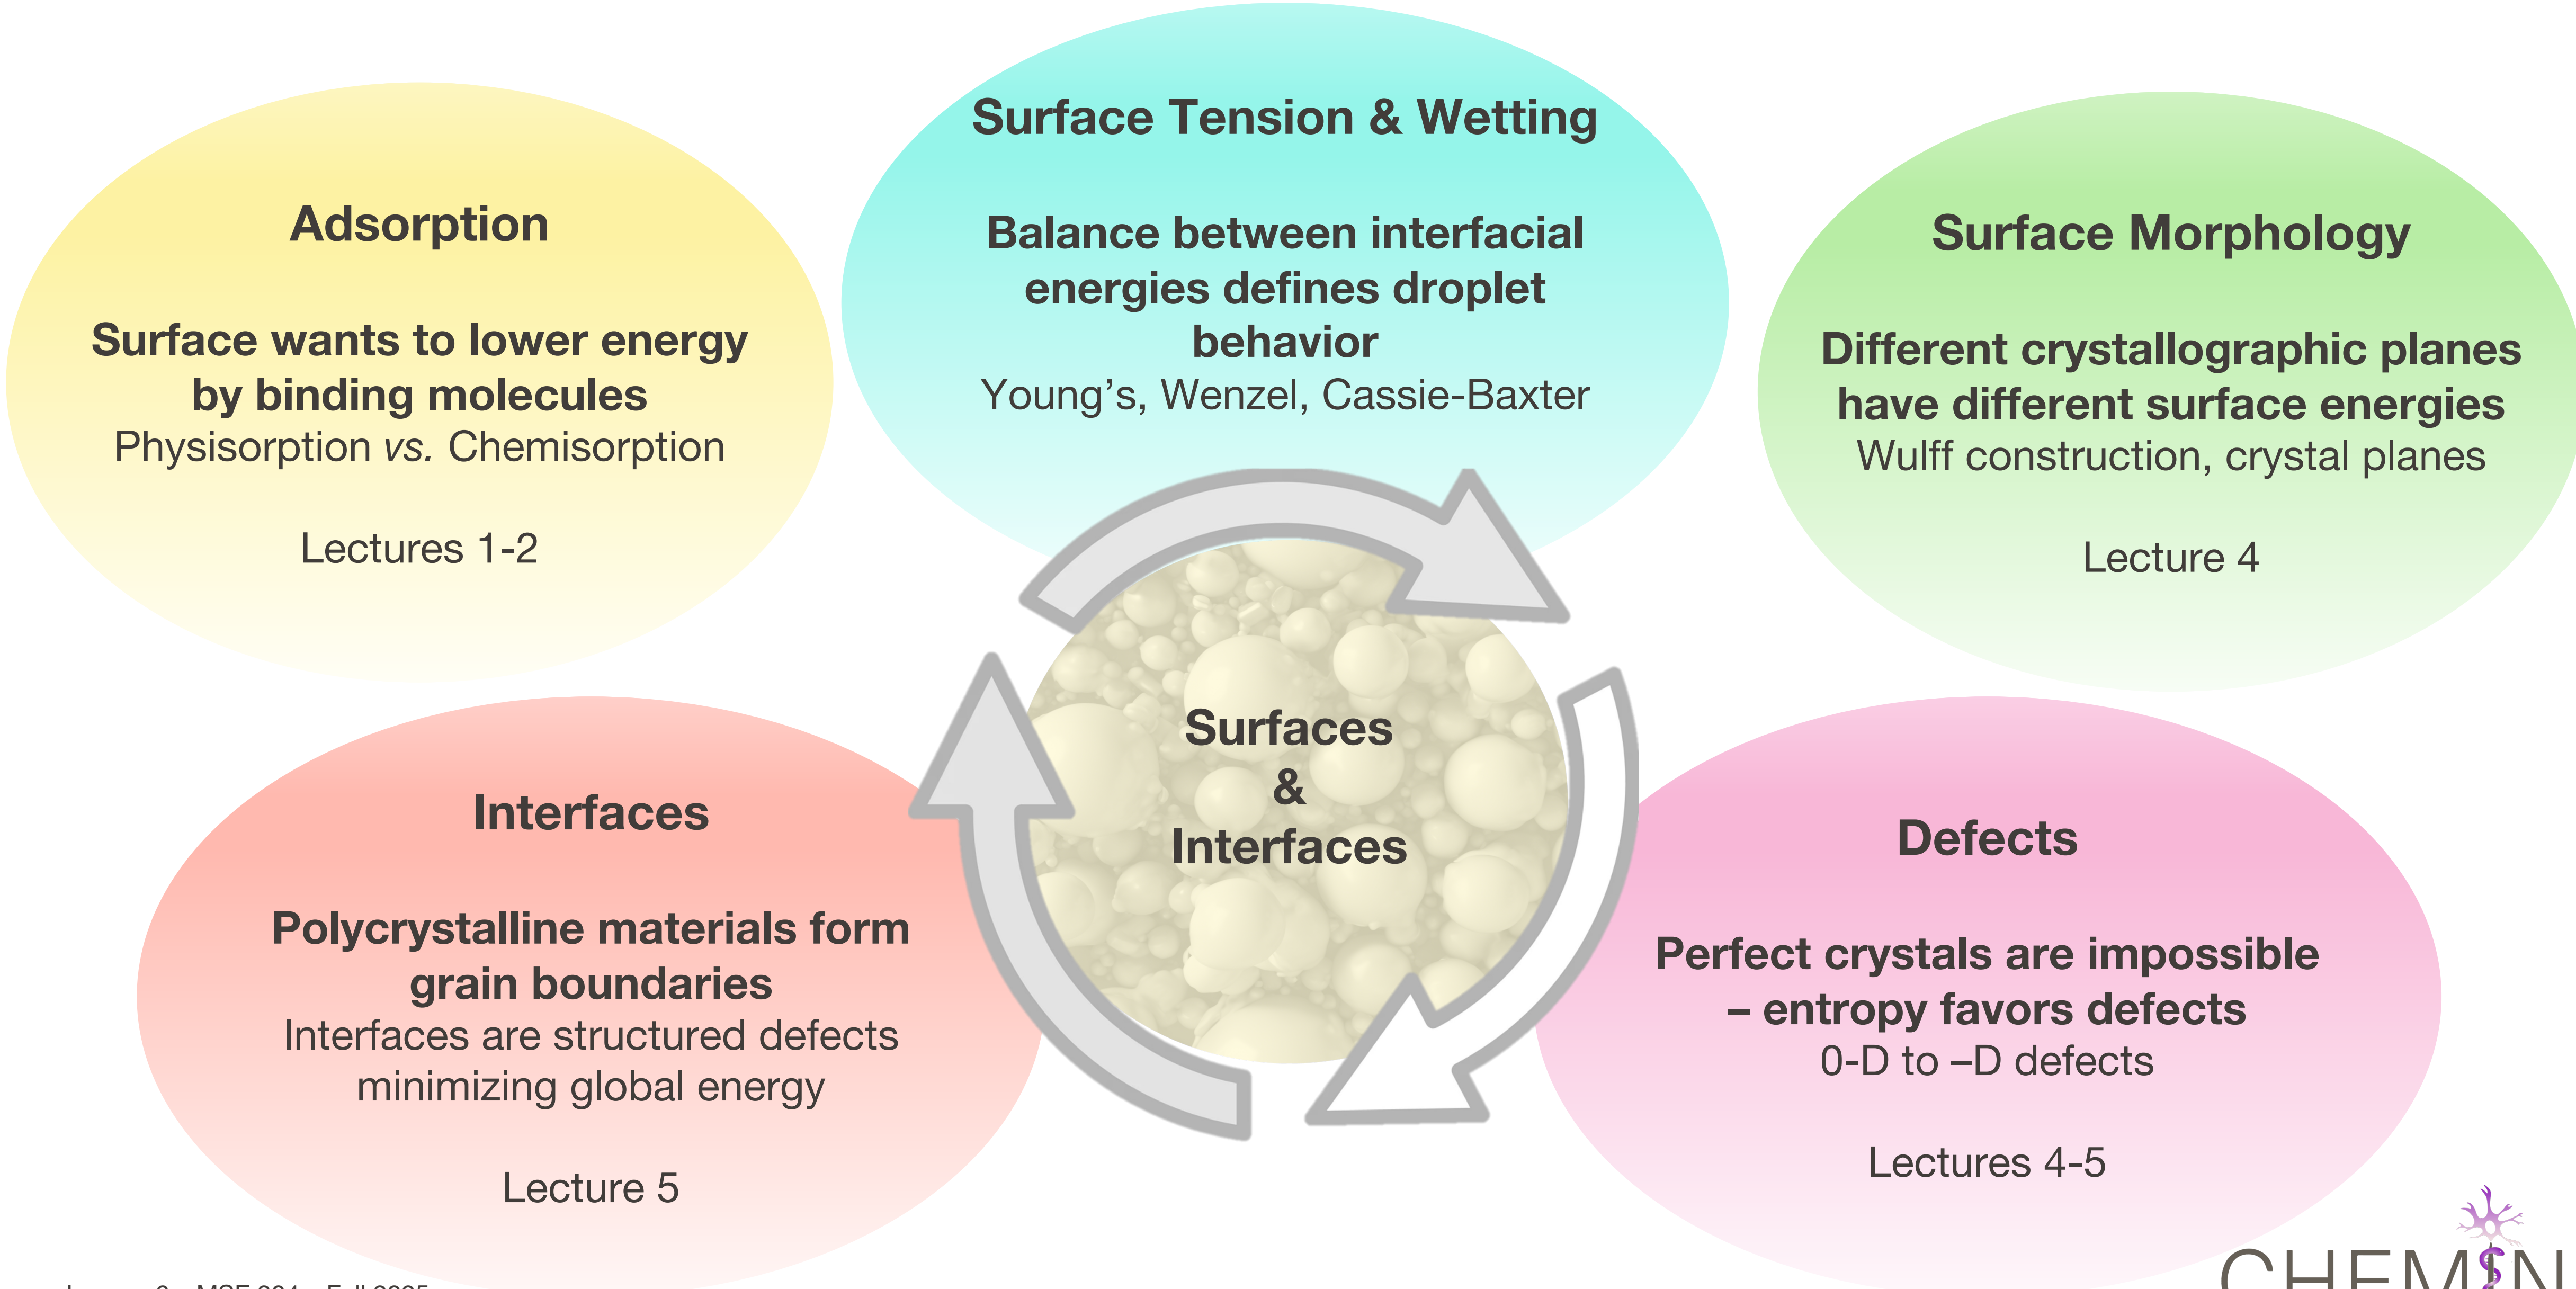 Surface Tension & Wetting
Balance between interfacial
energies defines droplet
behavior
Young's, Wenzel, Cassie-Baxter
Adsorption
Surface wants to lower energy
by binding molecules
Physisorption vs. Chemisorption
Lectures 1-2
Surface Morphology
Different crystallographic planes
have different surface energies
Wulff construction, crystal planes
Lecture 4
Surfaces
&
Interfaces
Interfaces
Polycrystalline materials form
grain boundaries
Interfaces are structured defects
minimizing global energy
Lecture 5
Defects
Perfect crystals are impossible
– entropy favors defects
0-D to –D defects
Lectures 4-5
CHEMIN